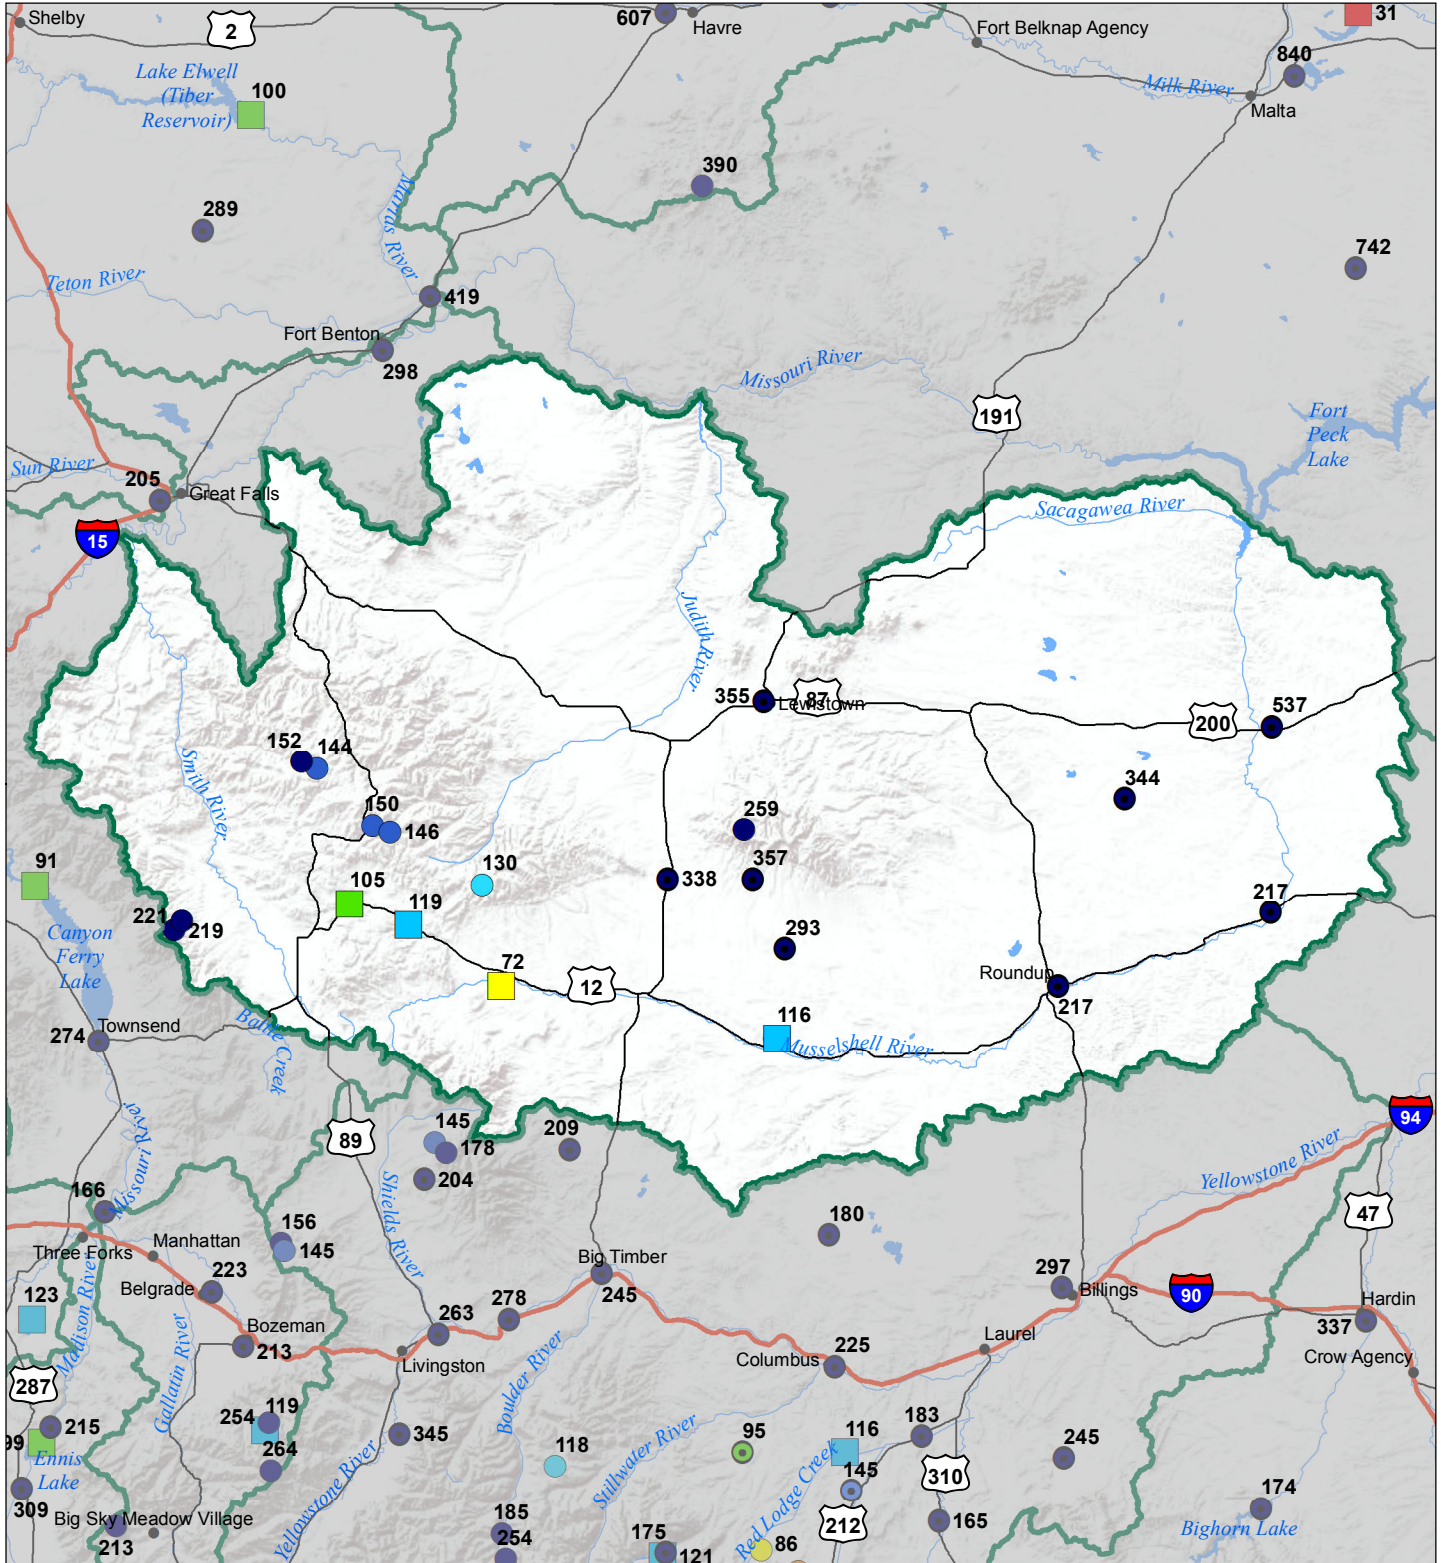 Shelby
2
607
Havre
Fort Belknap Agency
31
840
Lake Elwell
(Tiber
Reservoir)
100
Milk River
Malta
390
289
Marias River
742
Teton River
419
Fort Benton
298
Missouri River
191
Fort
Peck
Lake
Sun River
205
Great Falls
15
Sacagawea River
Judith River
355
87
Lewistown
537
200
152
144
Smith River
344
150
146
259
91
130
357
338
105
119
217
221
219
Canyon
Ferry
Lake
293
72
12
Roundup
217
116
Musselshell River
274
Townsend
Battle Creek
Missouri River
89
145
178
209
94
204
Shields River
Yellowstone River
166
47
Three Forks
Manhattan
156
145
180
Madison River
Belgrade
223
Big Timber
245
297
Billings
90
Hardin
337
123
263
278
Bozeman
213
Gallatin River
Livingston
Boulder River
Columbus
225
Laurel
Crow Agency
287
215
99
Ennis
Lake
254
119
264
345
118
Stillwater River
95
116
183
245
145
310
174
309
Big Sky Meadow Village
213
Yellowstone River
185
254
175
121
Red Lodge Creek
86
212
165
Bighorn Lake